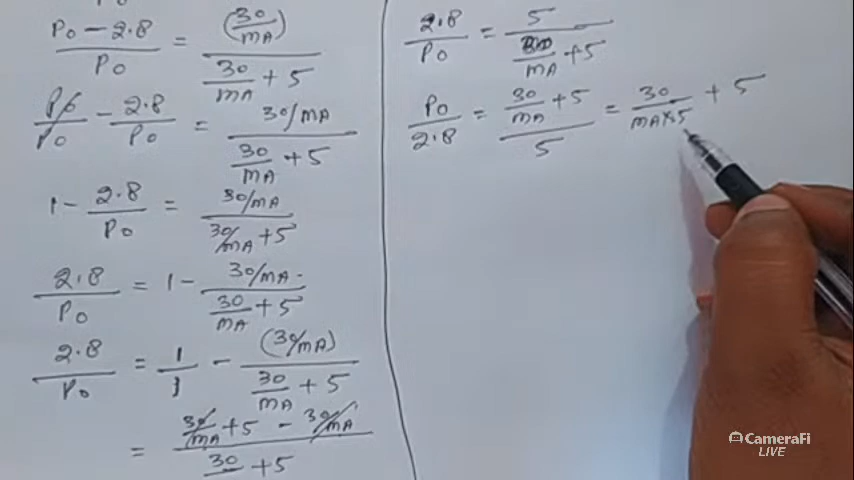 P₀
P₀ - 2.8 / P₀ = (30/MA) / (30/MA + 5)
P₀/P₀ - 2.8/P₀ = 30/MA / (30/MA + 5)
1 - 2.8/P₀ = 30/MA / (30/MA + 5)
2.8/P₀ = 1 - 30/MA / (30/MA + 5)
2.8/P₀ = 1/1 - (30/MA) / (30/MA + 5)
= 30/MA + 5 - 30/MA / 30 + 5
2.8/P₀ = 5 / (30/MA + 5)
P₀/2.8 = (30/MA + 5) / 5 = 30/MA×5 + 5
CameraFi
LIVE